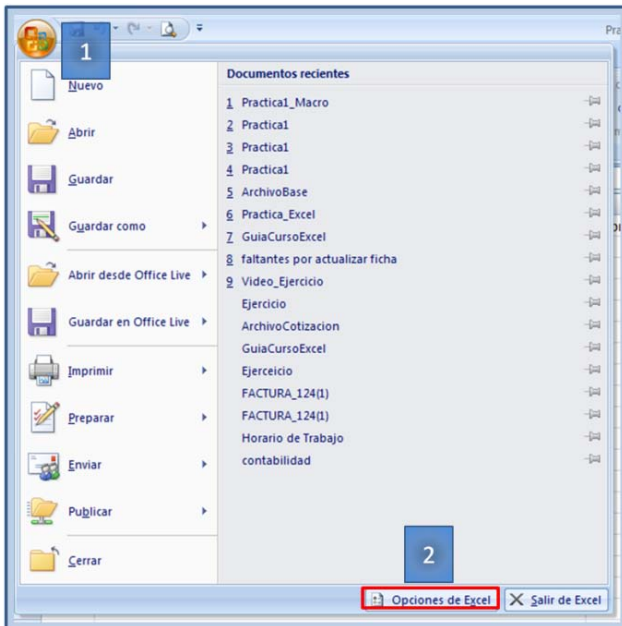 Pra
1
Nuevo
Abrir
Guardar
Guardar como
Abrir desde Office Live
Guardar en Office Live
Imprimir
Preparar
Enviar
Publicar
Cerrar
Documentos recientes
1 Practica1_Macro
2 Practica1
3 Practica1
4 Practica1
5 ArchivoBase
6 Practica_Excel
7 GuiaCursoExcel
8 faltantes por actualizar ficha
9 Video_Ejercicio
Ejercicio
ArchivoCotizacion
GuiaCursoExcel
Ejerceicio
FACTURA_124(1)
FACTURA_124(1)
Horario de Trabajo
contabilidad
2
Opciones de Excel
Salir de Excel